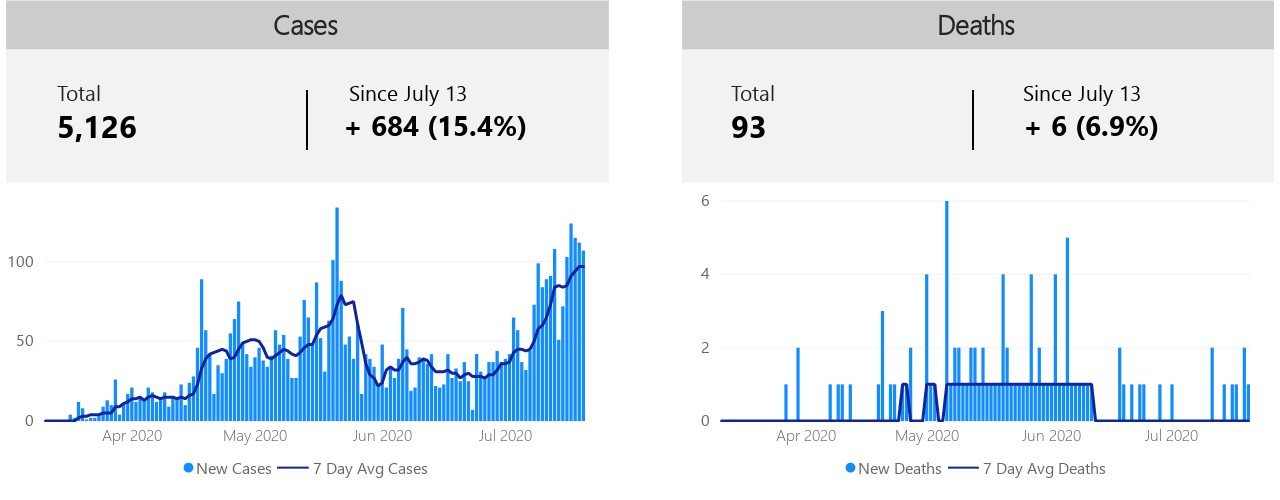 Cases
Total
5,126
Since July 13
+ 684 (15.4%)
100
50
0
Apr 2020 May 2020 Jun 2020 Jul 2020
New Cases 7 Day Avg Cases
Deaths
Total
93
Since July 13
+ 6 (6.9%)
6
4
2
0
Apr 2020 May 2020 Jun 2020 Jul 2020
New Deaths 7 Day Avg Deaths